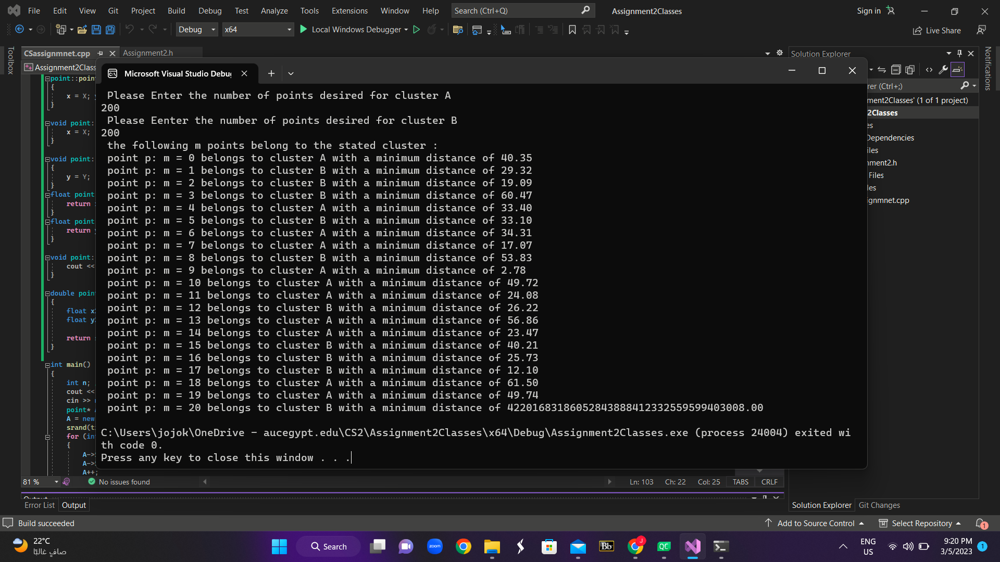 File Edit View Git Project Build Debug Test Analyze Tools Extensions Window Help Search (Ctrl+Q) Assignment2Classes Sign in
Debug x64 Local Windows Debugger Live Share
Toolbox
CSassignmnet.cpp Assignment2.h
Solution Explorer
Notifications
Assignment2Class
Microsoft Visual Studio Debu
Please Enter the number of points desired for cluster A
200
Please Eenter the number of points desired for cluster B
200
the following m points belong to the stated cluster :
point p: m = 0 belongs to cluster A with a minimum distance of 40.35
point p: m = 1 belongs to cluster B with a minimum distance of 29.32
point p: m = 2 belongs to cluster B with a minimum distance of 19.09
point p: m = 3 belongs to cluster B with a minimum distance of 60.47
point p: m = 4 belongs to cluster A with a minimum distance of 33.40
point p: m = 5 belongs to cluster B with a minimum distance of 33.10
point p: m = 6 belongs to cluster A with a minimum distance of 34.31
point p: m = 7 belongs to cluster A with a minimum distance of 17.07
point p: m = 8 belongs to cluster B with a minimum distance of 53.83
point p: m = 9 belongs to cluster A with a minimum distance of 2.78
point p: m = 10 belongs to cluster A with a minimum distance of 49.72
point p: m = 11 belongs to cluster A with a minimum distance of 24.08
point p: m = 12 belongs to cluster B with a minimum distance of 26.22
point p: m = 13 belongs to cluster A with a minimum distance of 56.86
point p: m = 14 belongs to cluster A with a minimum distance of 23.47
point p: m = 15 belongs to cluster B with a minimum distance of 40.21
point p: m = 16 belongs to cluster B with a minimum distance of 25.73
point p: m = 17 belongs to cluster B with a minimum distance of 12.10
point p: m = 18 belongs to cluster A with a minimum distance of 61.50
point p: m = 19 belongs to cluster A with a minimum distance of 49.74
point p: m = 20 belongs to cluster B with a minimum distance of 42201683186052843888412332559599403008.00
C:\Users\jojok\OneDrive - aucegypt.edu\CS2\Assignment2Classes\x64\Debug\Assignment2Classes.exe (process 24004) exited wi
th code 0.
Press any key to close this window . . .
point::poin
{
x = X; y
}
void point:
x = X;
}
void point:
{
y = Y;
}
float point
return
}
float point
return y
}
void point:
cout <<
}
double poin
{
float x
float y
return
}
int main()
{
int n;
cout <<
cin >>
point*
A = new
srand(t
for (in
{
A->
A->
A++;
rer (Ctrl+;)
ment2Classes' (1 of 1 project)
2Classes
es
Dependencies
iles
nment2.h
Files
les
ignmnet.cpp
81 % No issues found Ln: 103 Ch: 22 Col: 25 TABS CRLF
Output
Error List Output
Solution Explorer Git Changes
Build succeeded Add to Source Control Select Repository 1
22°C
صافٍ غالبًا
Search zoom Bb J QC
ENG
US
9:20 PM
3/5/2023
1